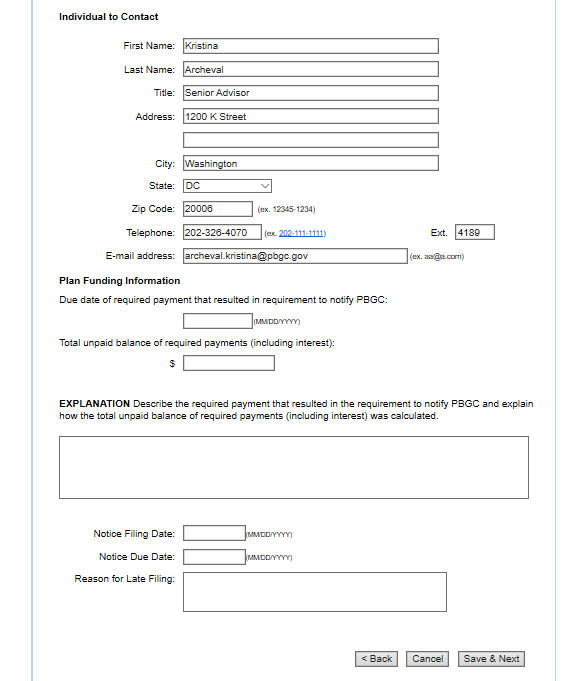 Individual to Contact
First Name: Kristina
Last Name: Archeval
Title: Senior Advisor
Address: 1200 K Street
City: Washington
State: DC
Zip Code: 20006 (ex. 12345-1234)
Telephone: 202-326-4070 (ex. 202-111-1111) Ext. 4189
E-mail address: archeval.kristina@pbgc.gov (ex. aa@a.com)
Plan Funding Information
Due date of required payment that resulted in requirement to notify PBGC:
(MM/DD/YYYY)
Total unpaid balance of required payments (including interest):
$
EXPLANATION Describe the required payment that resulted in the requirement to notify PBGC and explain
how the total unpaid balance of required payments (including interest) was calculated.
Notice Filing Date: (MM/DD/YYYY)
Notice Due Date: (MM/DD/YYYY)
Reason for Late Filing:
< Back Cancel Save & Next